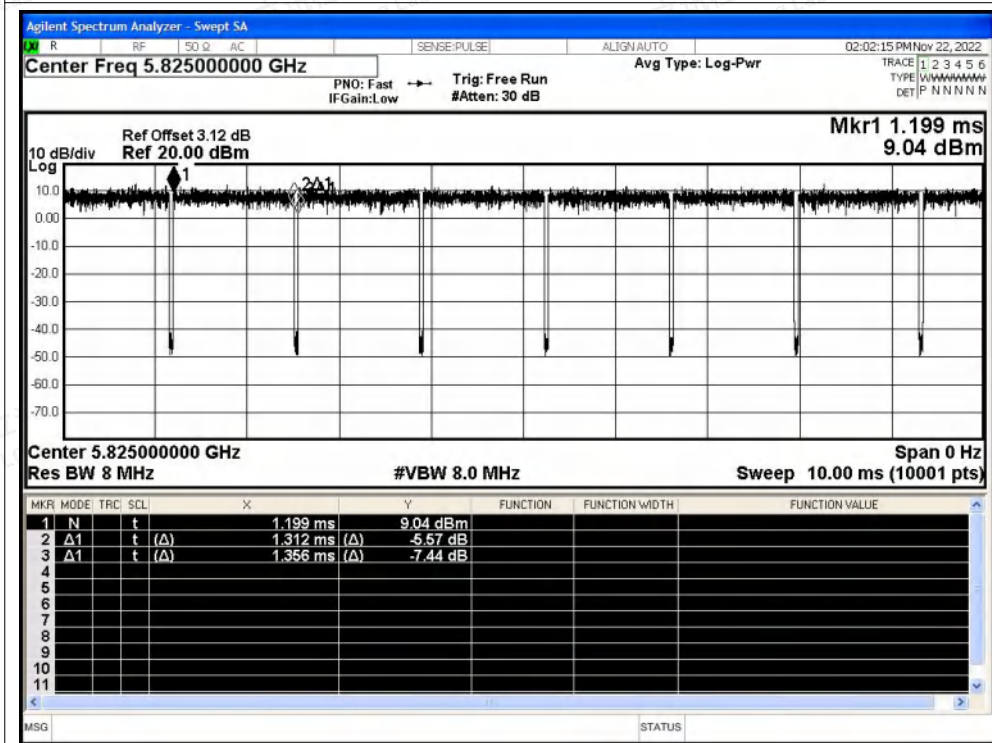 Agilent Spectrum Analyzer - Swept SA
LXI R RF 50 Ω AC SENSE:PULSE ALIGN AUTO 02:02:15 PM Nov 22, 2022
Center Freq 5.825000000 GHz
PNO: Fast
IFGain:Low
Trig: Free Run
#Atten: 30 dB
Avg Type: Log-Pwr
TRACE 1 2 3 4 5 6
TYPE W
DET P N N N N N
Mkr1 1.199 ms
9.04 dBm
Ref Offset 3.12 dB
10 dB/div Ref 20.00 dBm
Log
1
2Δ1
10.0
0.00
-10.0
-20.0
-30.0
-40.0
-50.0
-60.0
-70.0
Center 5.825000000 GHz Span 0 Hz
Res BW 8 MHz #VBW 8.0 MHz Sweep 10.00 ms (10001 pts)
MKR MODE TRC SCL X Y FUNCTION FUNCTION WIDTH FUNCTION VALUE
1 N t 1.199 ms 9.04 dBm
2 Δ1 t (Δ) 1.312 ms (Δ) -5.57 dB
3 Δ1 t (Δ) 1.356 ms (Δ) -7.44 dB
4
5
6
7
8
9
10
11
MSG STATUS